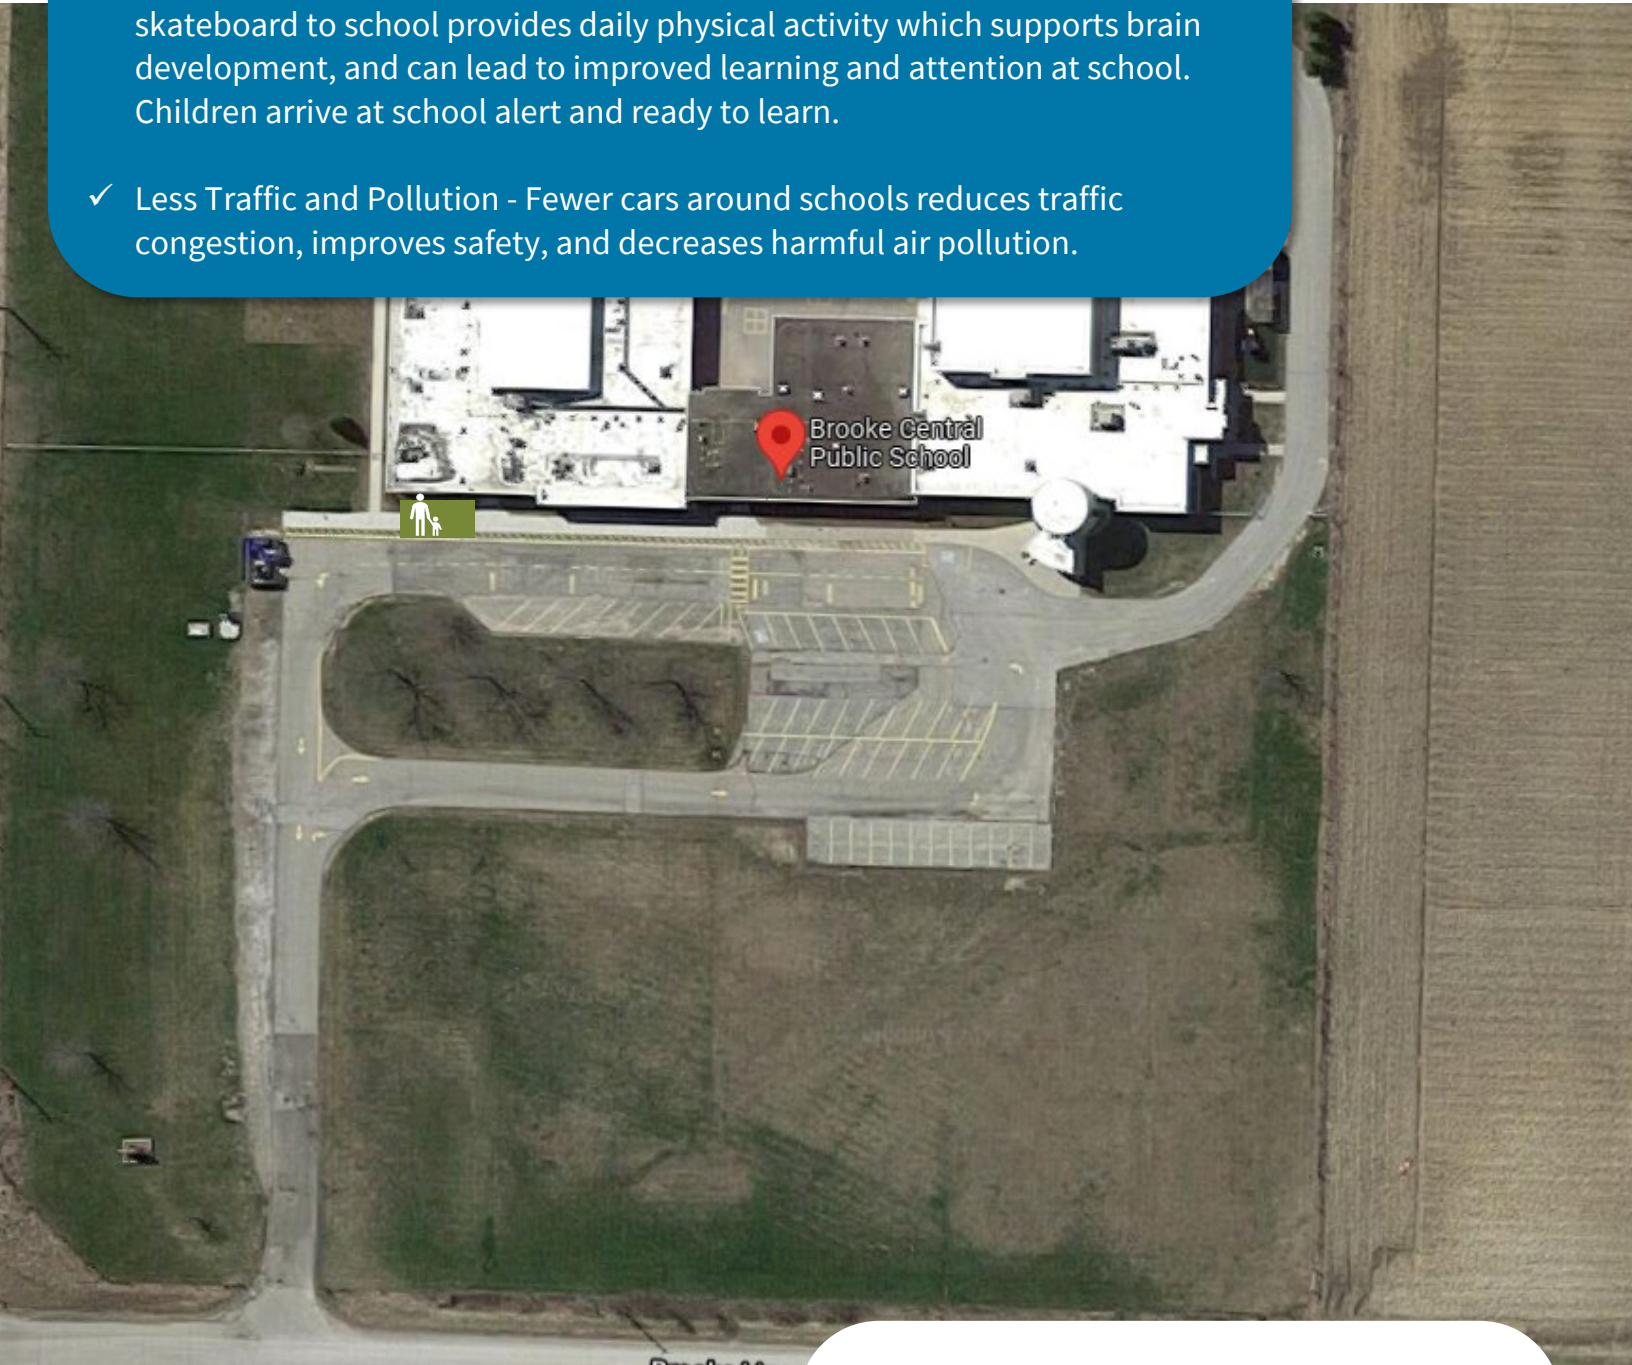 skateboard to school provides daily physical activity which supports brain
development, and can lead to improved learning and attention at school.
Children arrive at school alert and ready to learn.
✓ Less Traffic and Pollution - Fewer cars around schools reduces traffic
congestion, improves safety, and decreases harmful air pollution.
Brooke Central
Public School